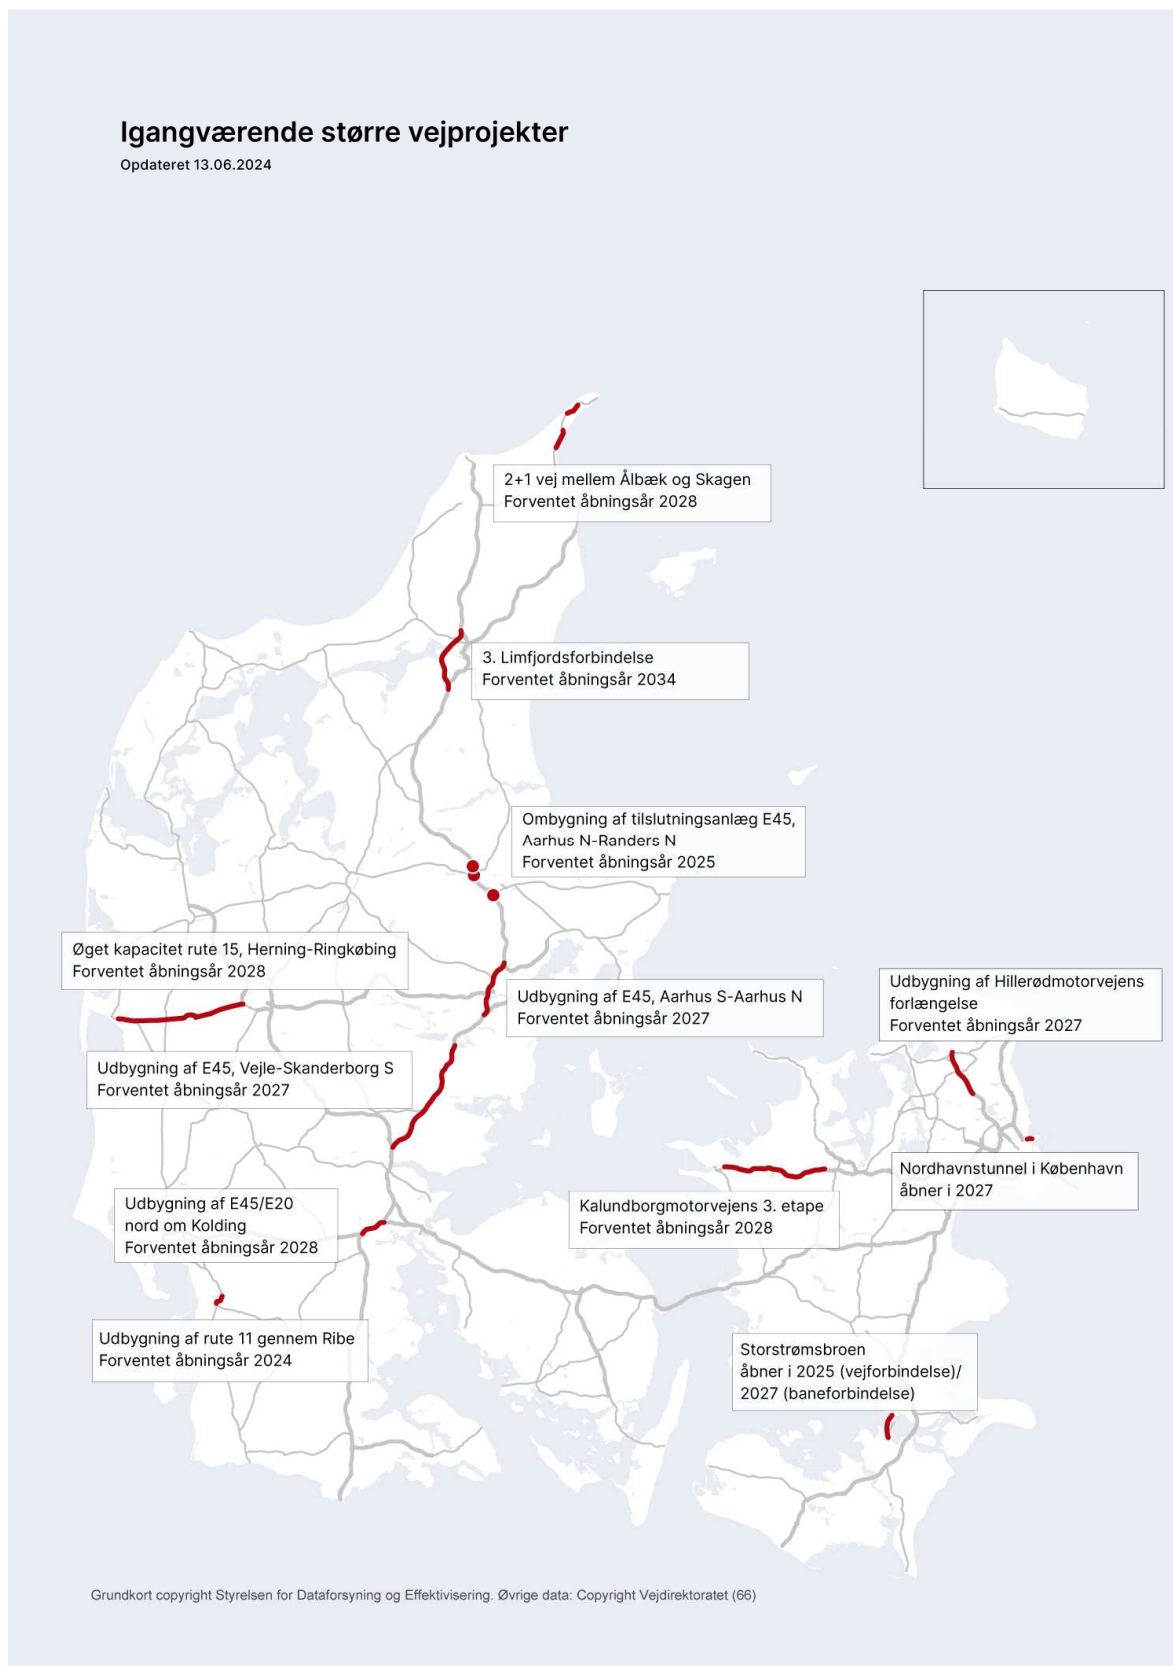 Igangværende større vejprojekter
Opdateret 13.06.2024
2+1 vej mellem Ålbæk og Skagen
Forventet åbningsår 2028
3. Limfjordsforbindelse
Forventet åbningsår 2034
Ombygning af tilslutningsanlæg E45,
Aarhus N-Randers N
Forventet åbningsår 2025
Øget kapacitet rute 15, Herning-Ringkøbing
Forventet åbningsår 2028
Udbygning af E45, Aarhus S-Aarhus N
Forventet åbningsår 2027
Udbygning af Hillerødmotorvejens
forlængelse
Forventet åbningsår 2027
Udbygning af E45, Vejle-Skanderborg S
Forventet åbningsår 2027
Nordhavnstunnel i København
åbner i 2027
Udbygning af E45/E20
nord om Kolding
Forventet åbningsår 2028
Kalundborgmotorvejens 3. etape
Forventet åbningsår 2028
Udbygning af rute 11 gennem Ribe
Forventet åbningsår 2024
Storstrømsbroen
åbner i 2025 (vejforbindelse)/
2027 (baneforbindelse)
Grundkort copyright Styrelsen for Dataforsyning og Effektivisering. Øvrige data: Copyright Vejdirektoratet (66)